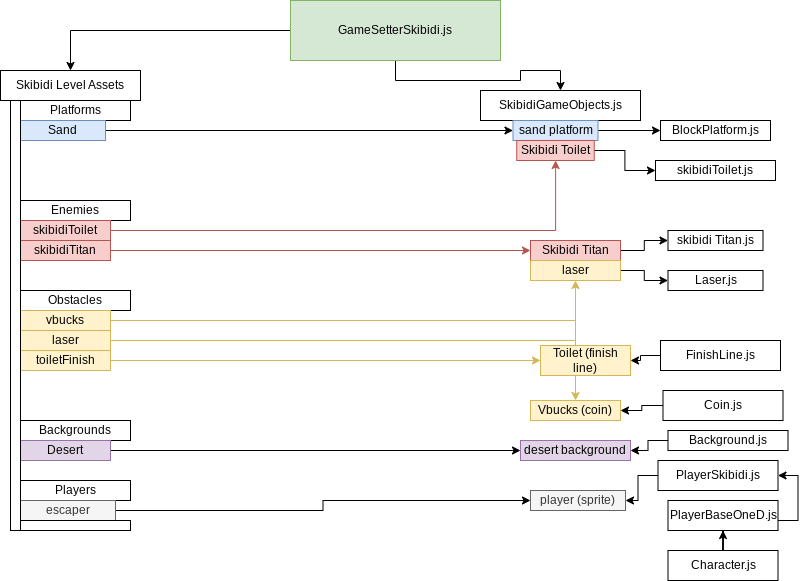 GameSetterSkibidi.js
Skibidi Level Assets
Platforms
Sand
Enemies
skibidiToilet
skibidiTitan
Obstacles
vbucks
laser
toiletFinish
Backgrounds
Desert
Players
escaper
SkibidiGameObjects.js
sand platform
Skibidi Toilet
Skibidi Titan
laser
Toilet (finish
line)
Vbucks (coin)
desert background
player (sprite)
BlockPlatform.js
skibidiToilet.js
skibidi Titan.js
Laser.js
FinishLine.js
Coin.js
Background.js
PlayerSkibidi.js
PlayerBaseOneD.js
Character.js